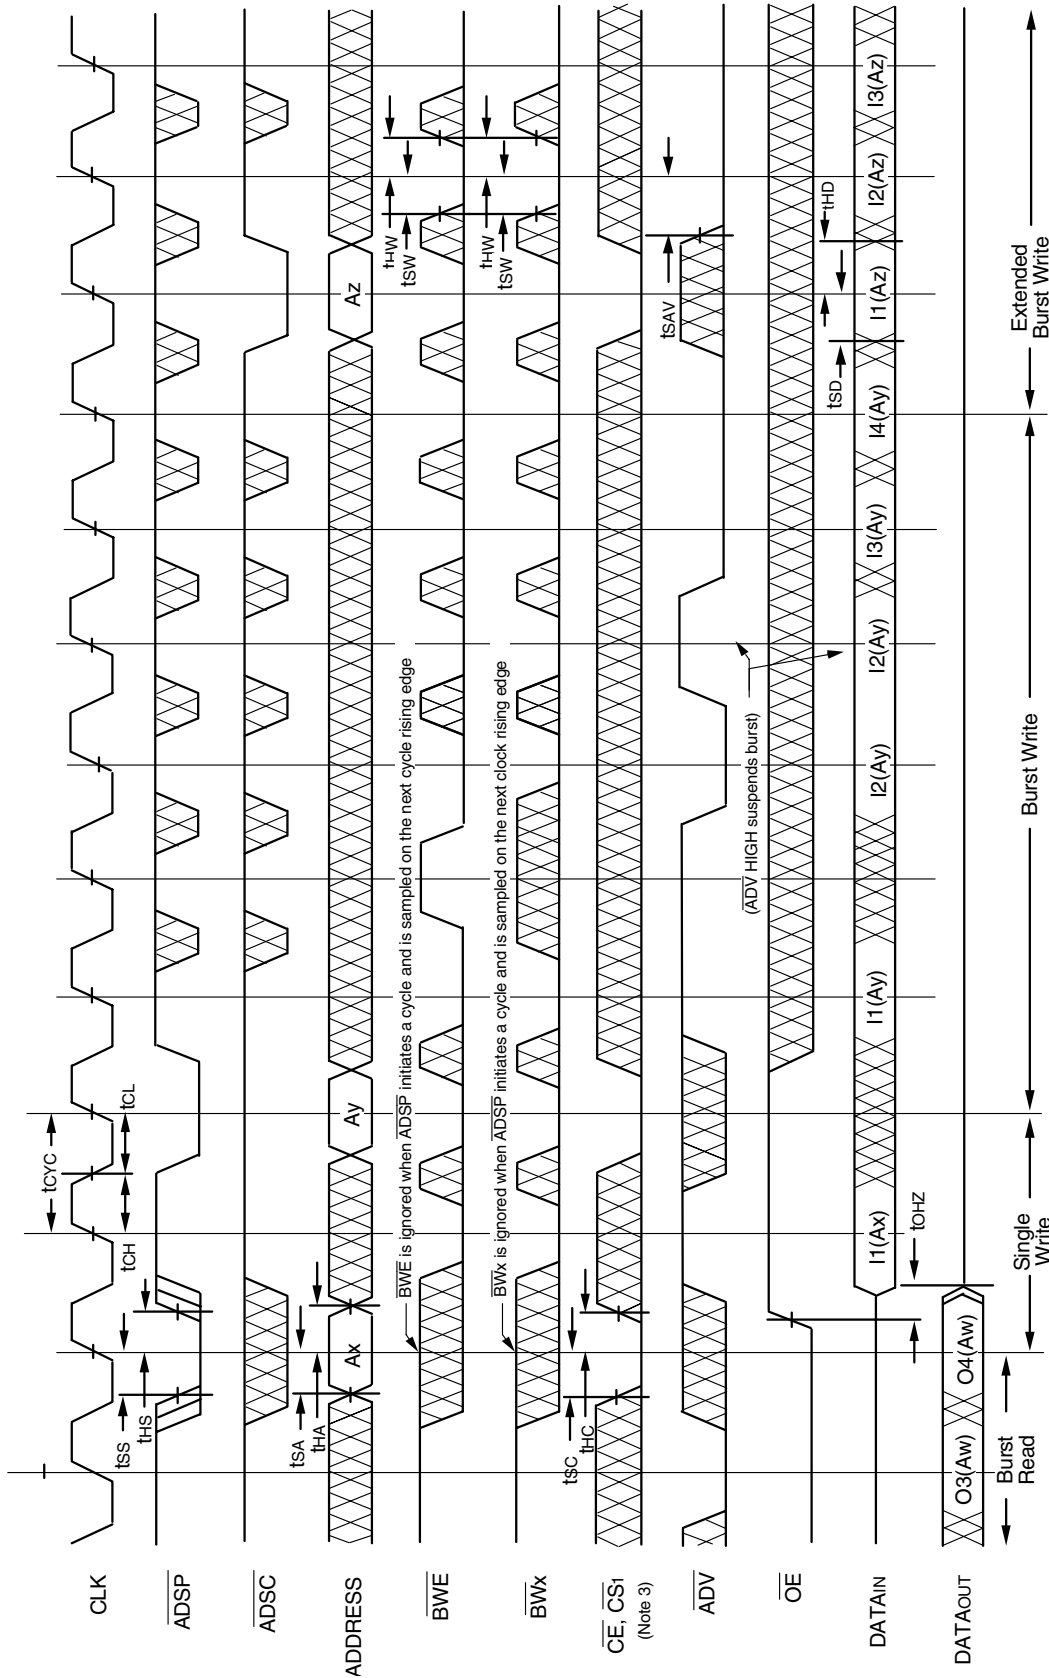 CLK
tCYC
tCH
tCL
ADSP
tSS
tHS
ADSC
ADDRESS
Ax
Ay
Az
tSA
tHA
BWE
BWE is ignored when ADSP initiates a cycle and is sampled on the next cycle rising edge
tHW
tSW
BWx
BWx is ignored when ADSP initiates a cycle and is sampled on the next clock rising edge
tHW
tSW
CE, CS1
(Note 3)
tSC
tHC
ADV
tSAV
(ADV HIGH suspends burst)
OE
DATAIN
I1(Ax)
I1(Ay)
I2(Ay)
I2(Ay)
I3(Ay)
I4(Ay)
I1(Az)
I2(Az)
I3(Az)
tSD
tHD
tOHZ
DATAOUT
O3(Aw)
O4(Aw)
Burst
Read
Single
Write
Burst Write
Extended
Burst Write